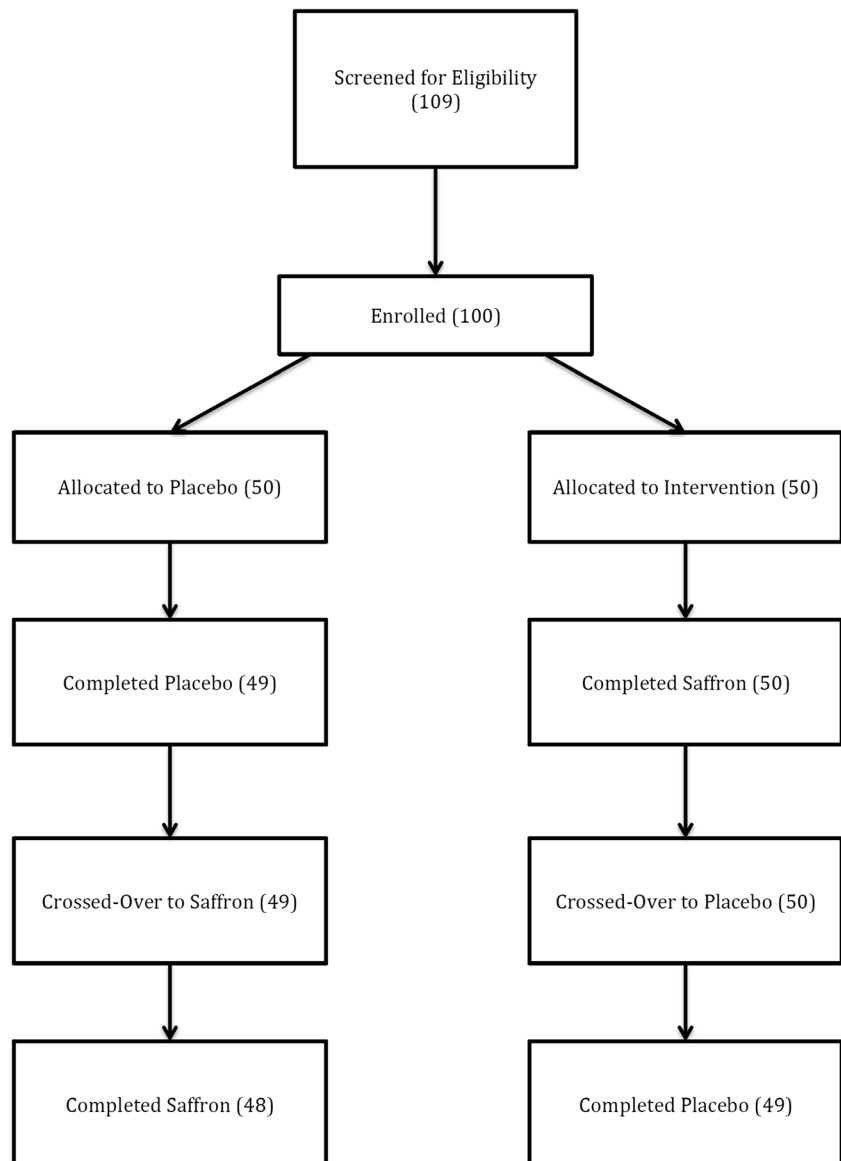 Screened for Eligibility
(109)
Enrolled (100)
Allocated to Placebo (50)
Allocated to Intervention (50)
Completed Placebo (49)
Completed Saffron (50)
Crossed-Over to Saffron (49)
Crossed-Over to Placebo (50)
Completed Saffron (48)
Completed Placebo (49)